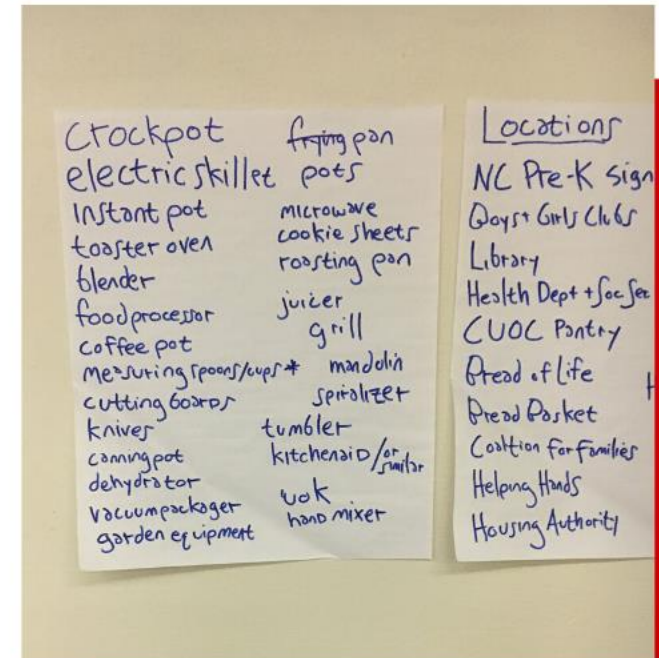 Crockpot
electric skillet
Instant pot
toaster oven
blender
food processor
coffee pot
measuring spoons/cups *
cutting boards
knives
canning pot
dehydrator
vacuum packager
garden equipment
frying pan
pots
microwave
cookie sheets
roasting pan
juicer
grill
mandolin
spiralizer
tumbler
kitchenaid/or similar
wok
hand mixer
Locations
NC Pre-K Sign
Boys + Girls Clubs
Library
Health Dept + Soc Sec
CUOC Pantry
Bread of Life
Bread Basket
Coaltion for Families
Helping Hands
Housing Authority